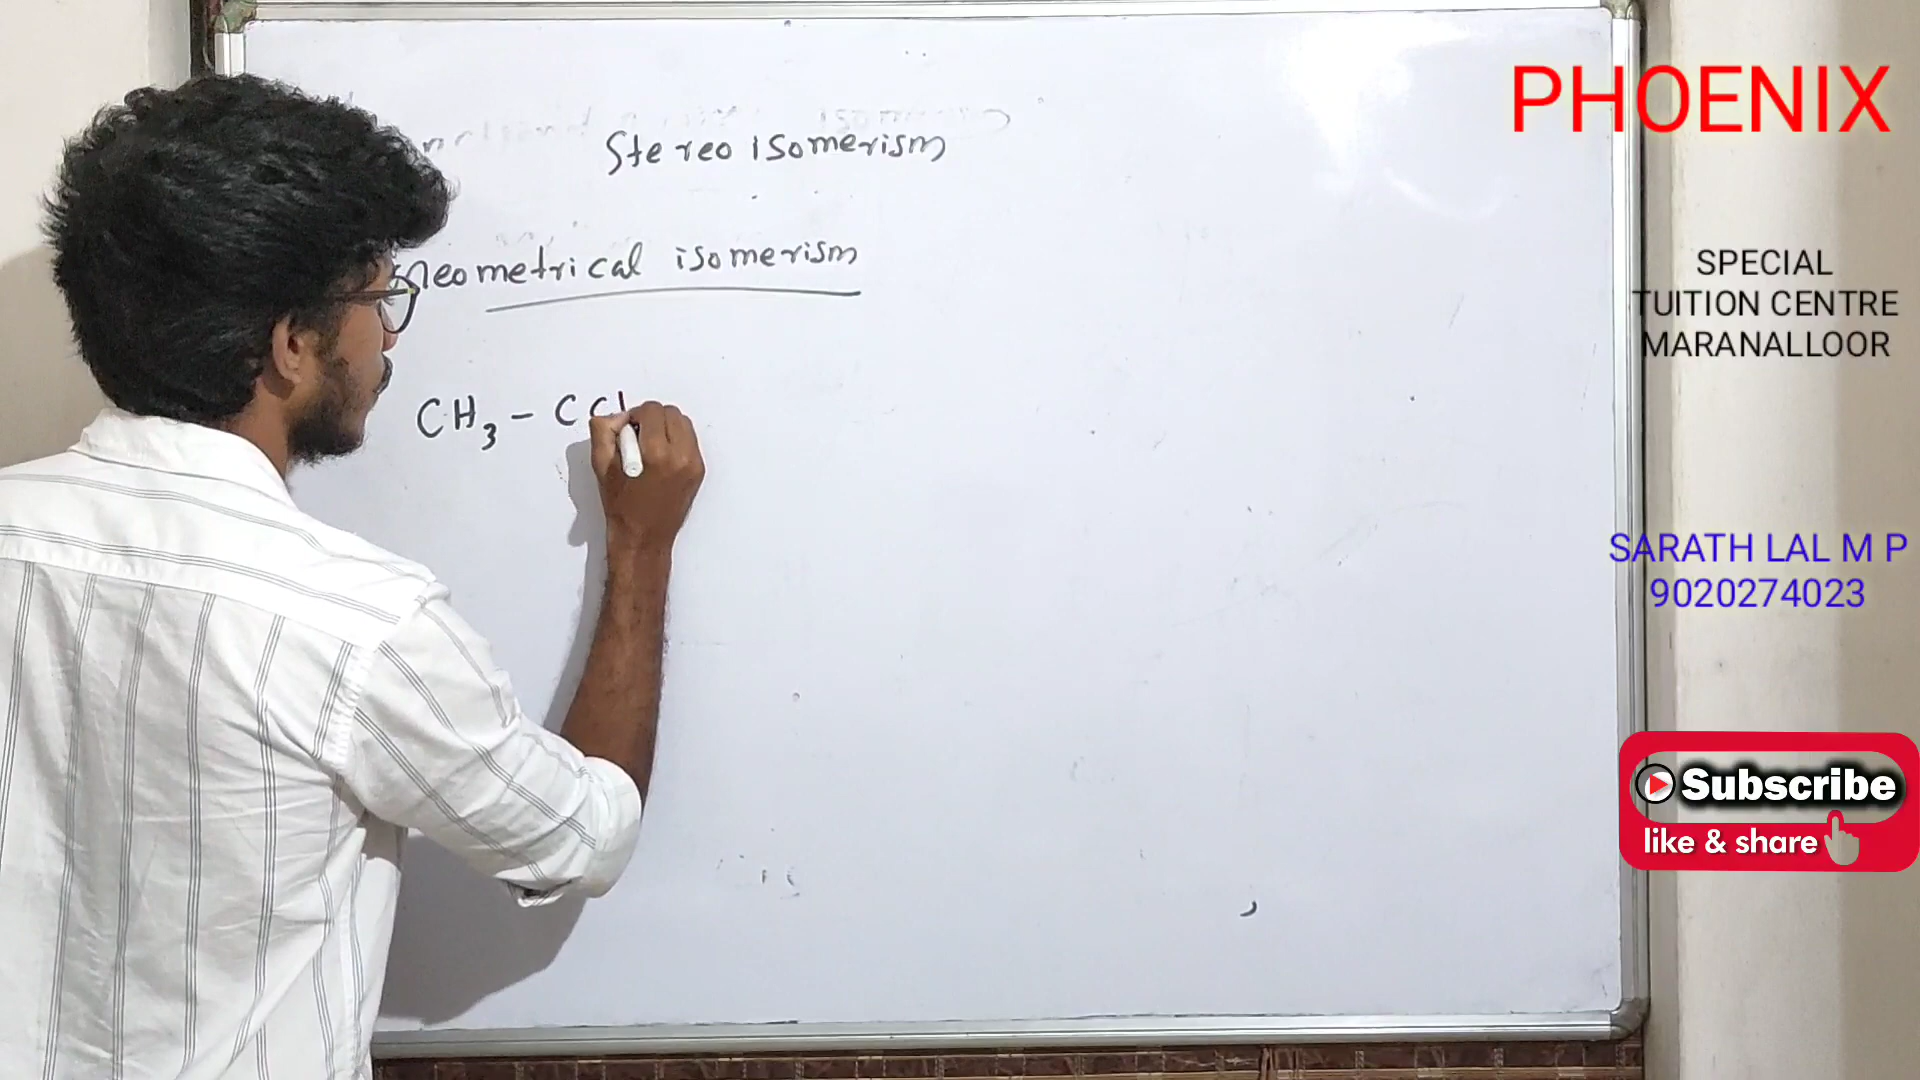 Stereo isomerism
Geometrical isomerism
CH3 - CCl
PHOENIX
SPECIAL
TUITION CENTRE
MARANALLOOR
SARATH LAL M P
9020274023
Subscribe
like & share